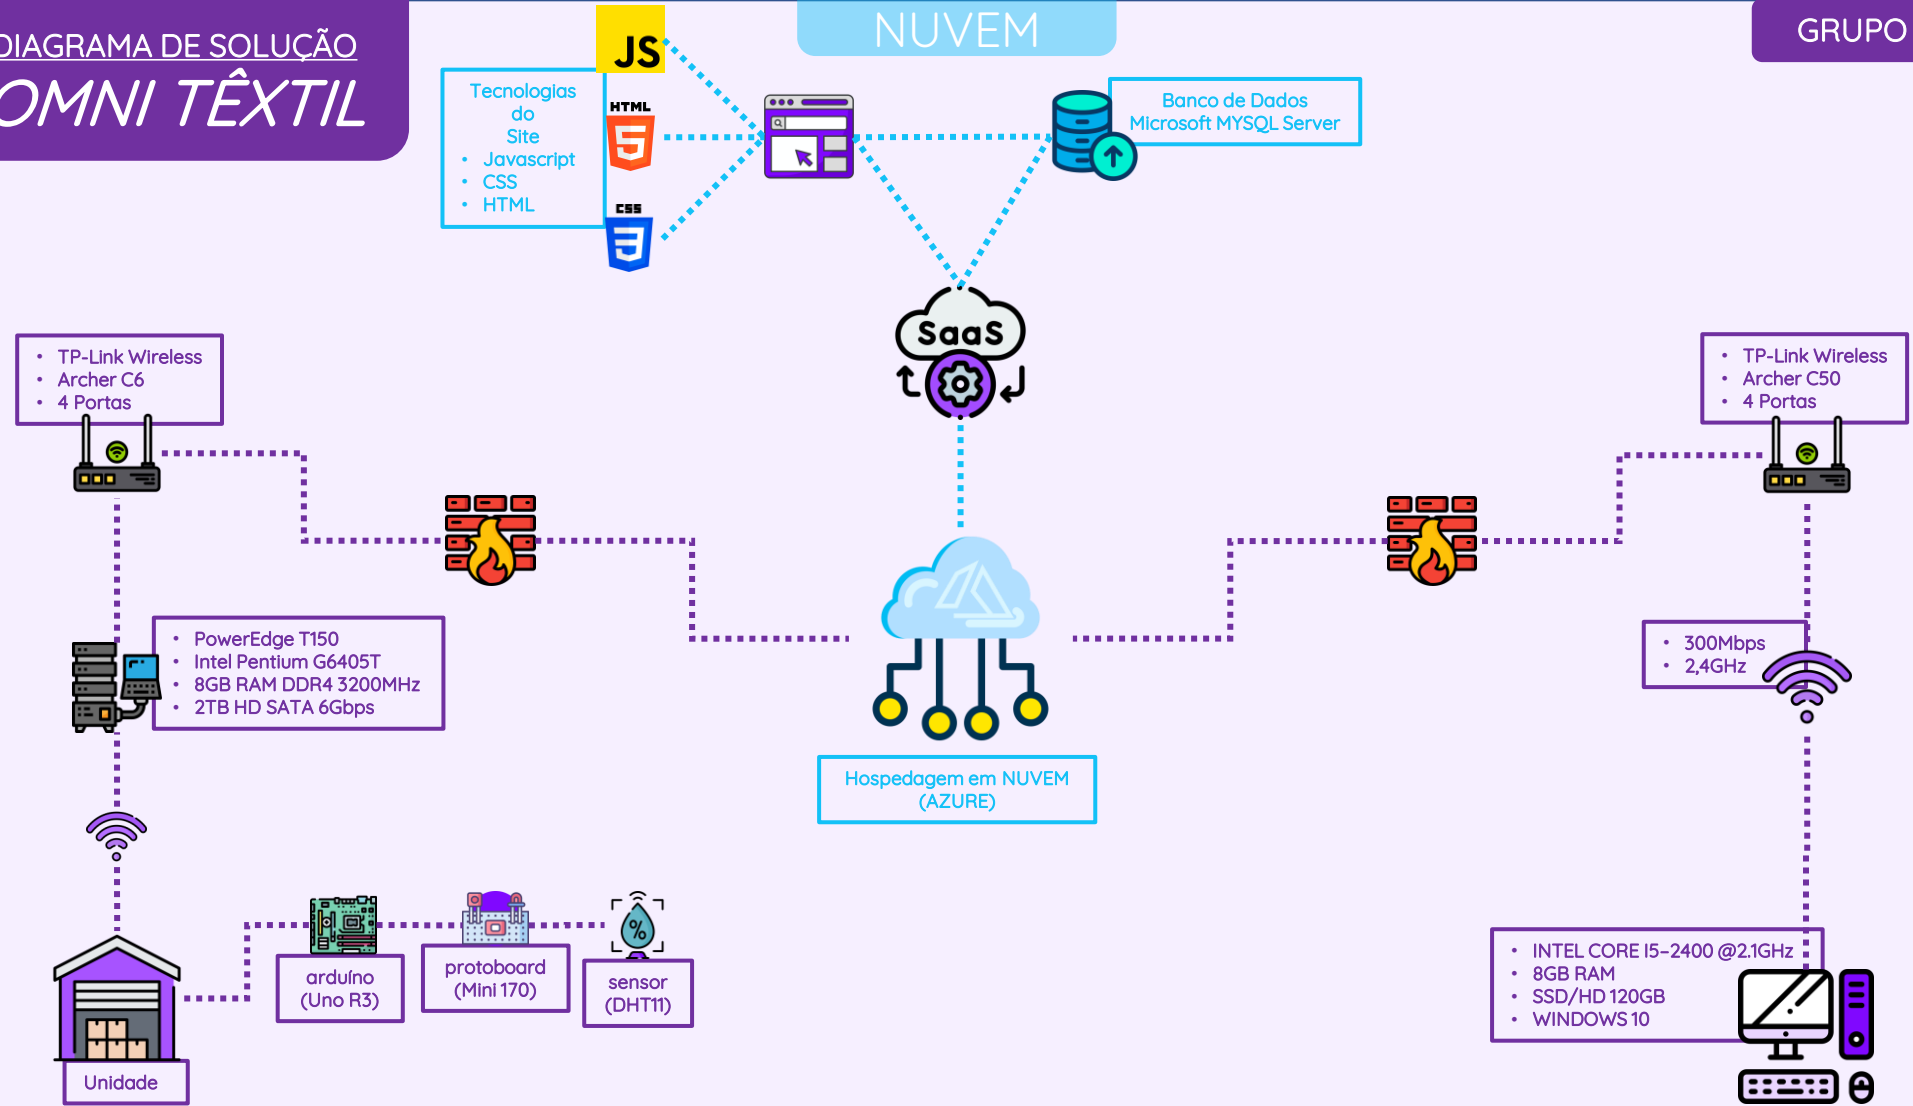 DIAGRAMA DE SOLUÇÃO
OMNI TÊXTIL
NUVEM
GRUPO
JS
Tecnologias
do
Site
• Javascript
• CSS
• HTML
HTML
5
CSS
3
Banco de Dados
Microsoft MYSQL Server
SaaS
• TP-Link Wireless
• Archer C6
• 4 Portas
• TP-Link Wireless
• Archer C50
• 4 Portas
• PowerEdge T150
• Intel Pentium G6405T
• 8GB RAM DDR4 3200MHz
• 2TB HD SATA 6Gbps
• 300Mbps
• 2,4GHz
Hospedagem em NUVEM
(AZURE)
%
arduíno
(Uno R3)
protoboard
(Mini 170)
sensor
(DHT11)
Unidade
• INTEL CORE I5-2400 @2.1GHz
• 8GB RAM
• SSD/HD 120GB
• WINDOWS 10